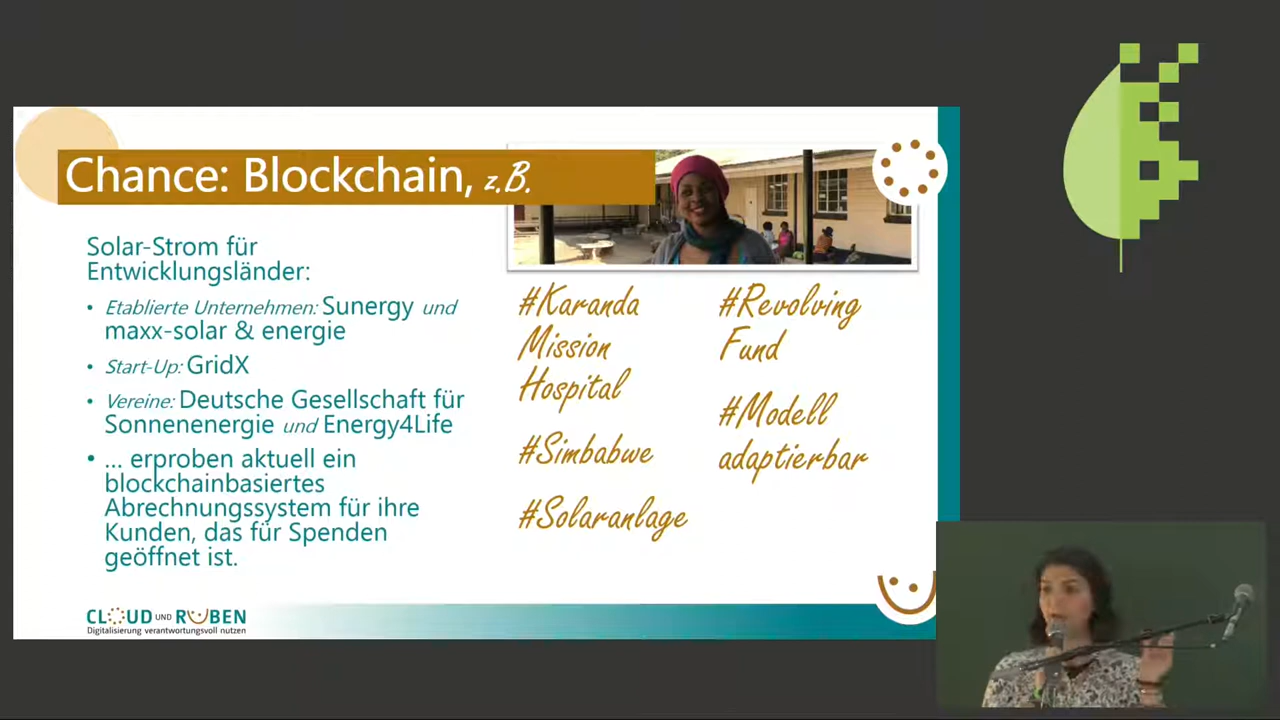 Chance: Blockchain, z.B.
Solar-Strom für
Entwicklungsländer:
• Etablierte Unternehmen: Sunergy und
maxx-solar & energie
• Start-Up: GridX
• Vereine: Deutsche Gesellschaft für
Sonnenenergie und Energy4Life
• ... erproben aktuell ein
blockchainbasiertes
Abrechnungssystem für ihre
Kunden, das für Spenden
geöffnet ist.
#Karanda
Mission
Hospital
#Simbabwe
#Solaranlage
#Revolving
Fund
#Modell
adaptierbar
CLOUD UND RUBEN
Digitalisierung verantwortungsvoll nutzen